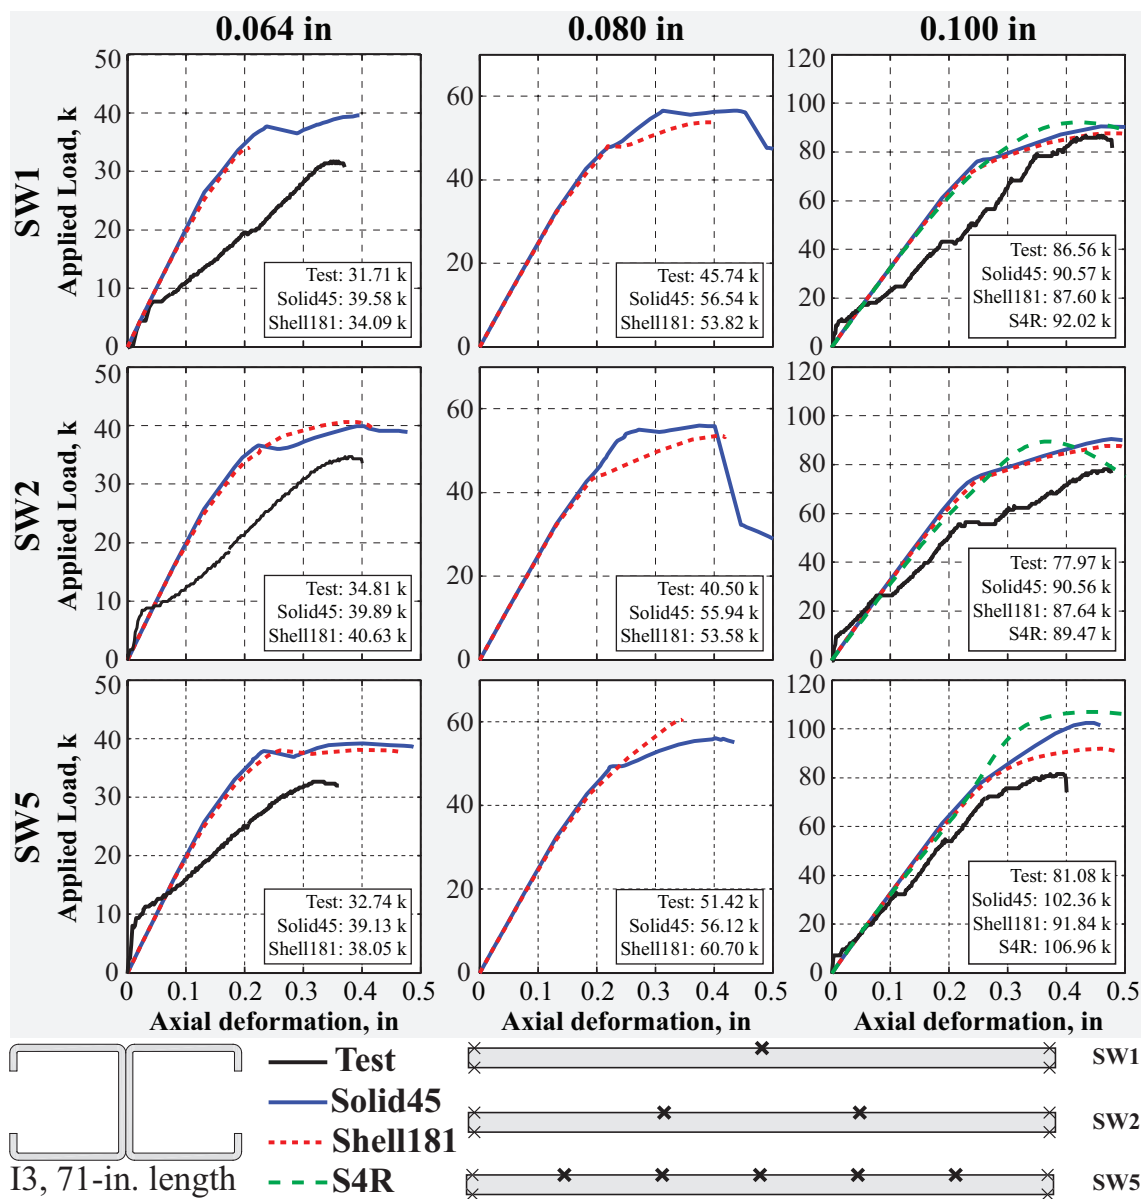 0.064 in 0.080 in 0.100 in
SW1
Applied Load, k
50
40
30
20
10
0
Test: 31.71 k
Solid45: 39.58 k
Shell181: 34.09 k
60
40
20
0
Test: 45.74 k
Solid45: 56.54 k
Shell181: 53.82 k
120
100
80
60
40
20
0
Test: 86.56 k
Solid45: 90.57 k
Shell181: 87.60 k
S4R: 92.02 k
SW2
Applied Load, k
50
40
30
20
10
0
Test: 34.81 k
Solid45: 39.89 k
Shell181: 40.63 k
60
40
20
0
Test: 40.50 k
Solid45: 55.94 k
Shell181: 53.58 k
120
100
80
60
40
20
0
Test: 77.97 k
Solid45: 90.56 k
Shell181: 87.64 k
S4R: 89.47 k
SW5
Applied Load, k
50
40
30
20
10
0
Test: 32.74 k
Solid45: 39.13 k
Shell181: 38.05 k
0 0.1 0.2 0.3 0.4 0.5
Axial deformation, in
60
40
20
0
Test: 51.42 k
Solid45: 56.12 k
Shell181: 60.70 k
0 0.1 0.2 0.3 0.4 0.5
Axial deformation, in
120
100
80
60
40
20
0
Test: 81.08 k
Solid45: 102.36 k
Shell181: 91.84 k
S4R: 106.96 k
0 0.1 0.2 0.3 0.4 0.5
Axial deformation, in
I3, 71-in. length
Test
Solid45
Shell181
S4R
SW1
SW2
SW5